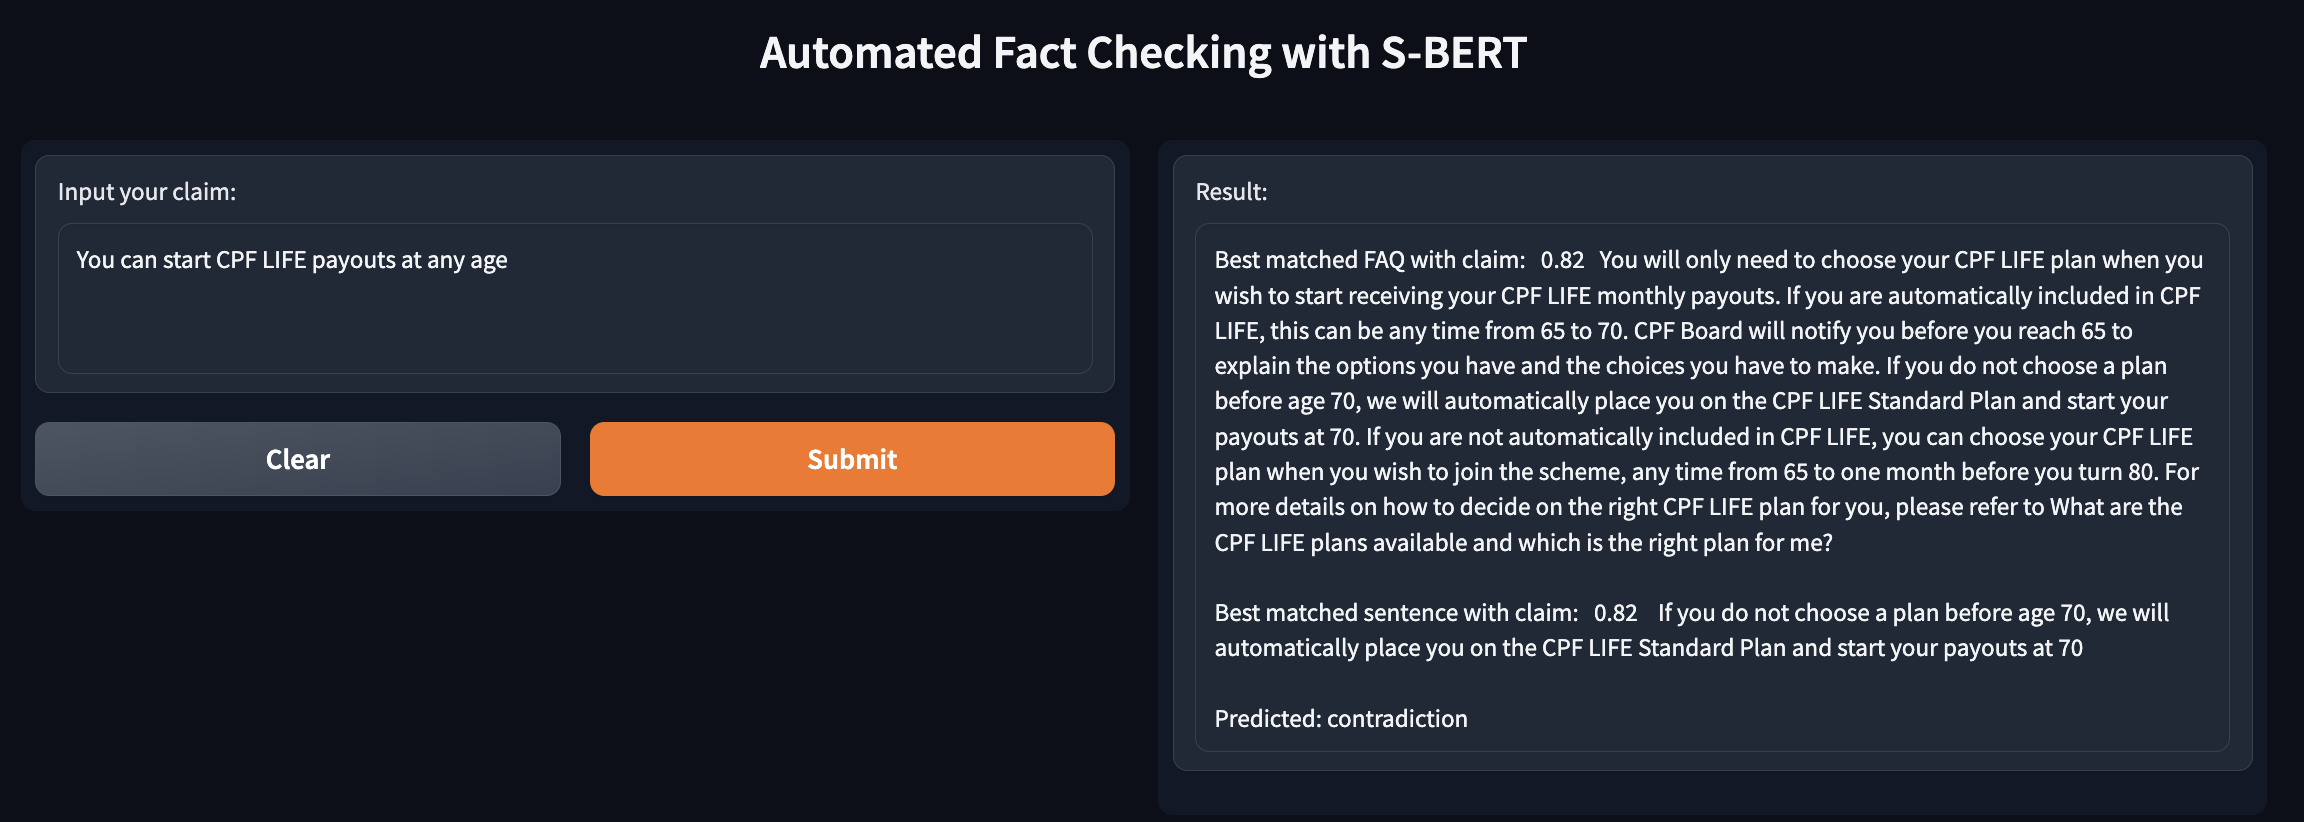 Automated Fact Checking with S-BERT
Input your claim:
You can start CPF LIFE payouts at any age
Clear
Submit
Result:
Best matched FAQ with claim: 0.82 You will only need to choose your CPF LIFE plan when you
wish to start receiving your CPF LIFE monthly payouts. If you are automatically included in CPF
LIFE, this can be any time from 65 to 70. CPF Board will notify you before you reach 65 to
explain the options you have and the choices you have to make. If you do not choose a plan
before age 70, we will automatically place you on the CPF LIFE Standard Plan and start your
payouts at 70. If you are not automatically included in CPF LIFE, you can choose your CPF LIFE
plan when you wish to join the scheme, any time from 65 to one month before you turn 80. For
more details on how to decide on the right CPF LIFE plan for you, please refer to What are the
CPF LIFE plans available and which is the right plan for me?
Best matched sentence with claim: 0.82 If you do not choose a plan before age 70, we will
automatically place you on the CPF LIFE Standard Plan and start your payouts at 70
Predicted: contradiction